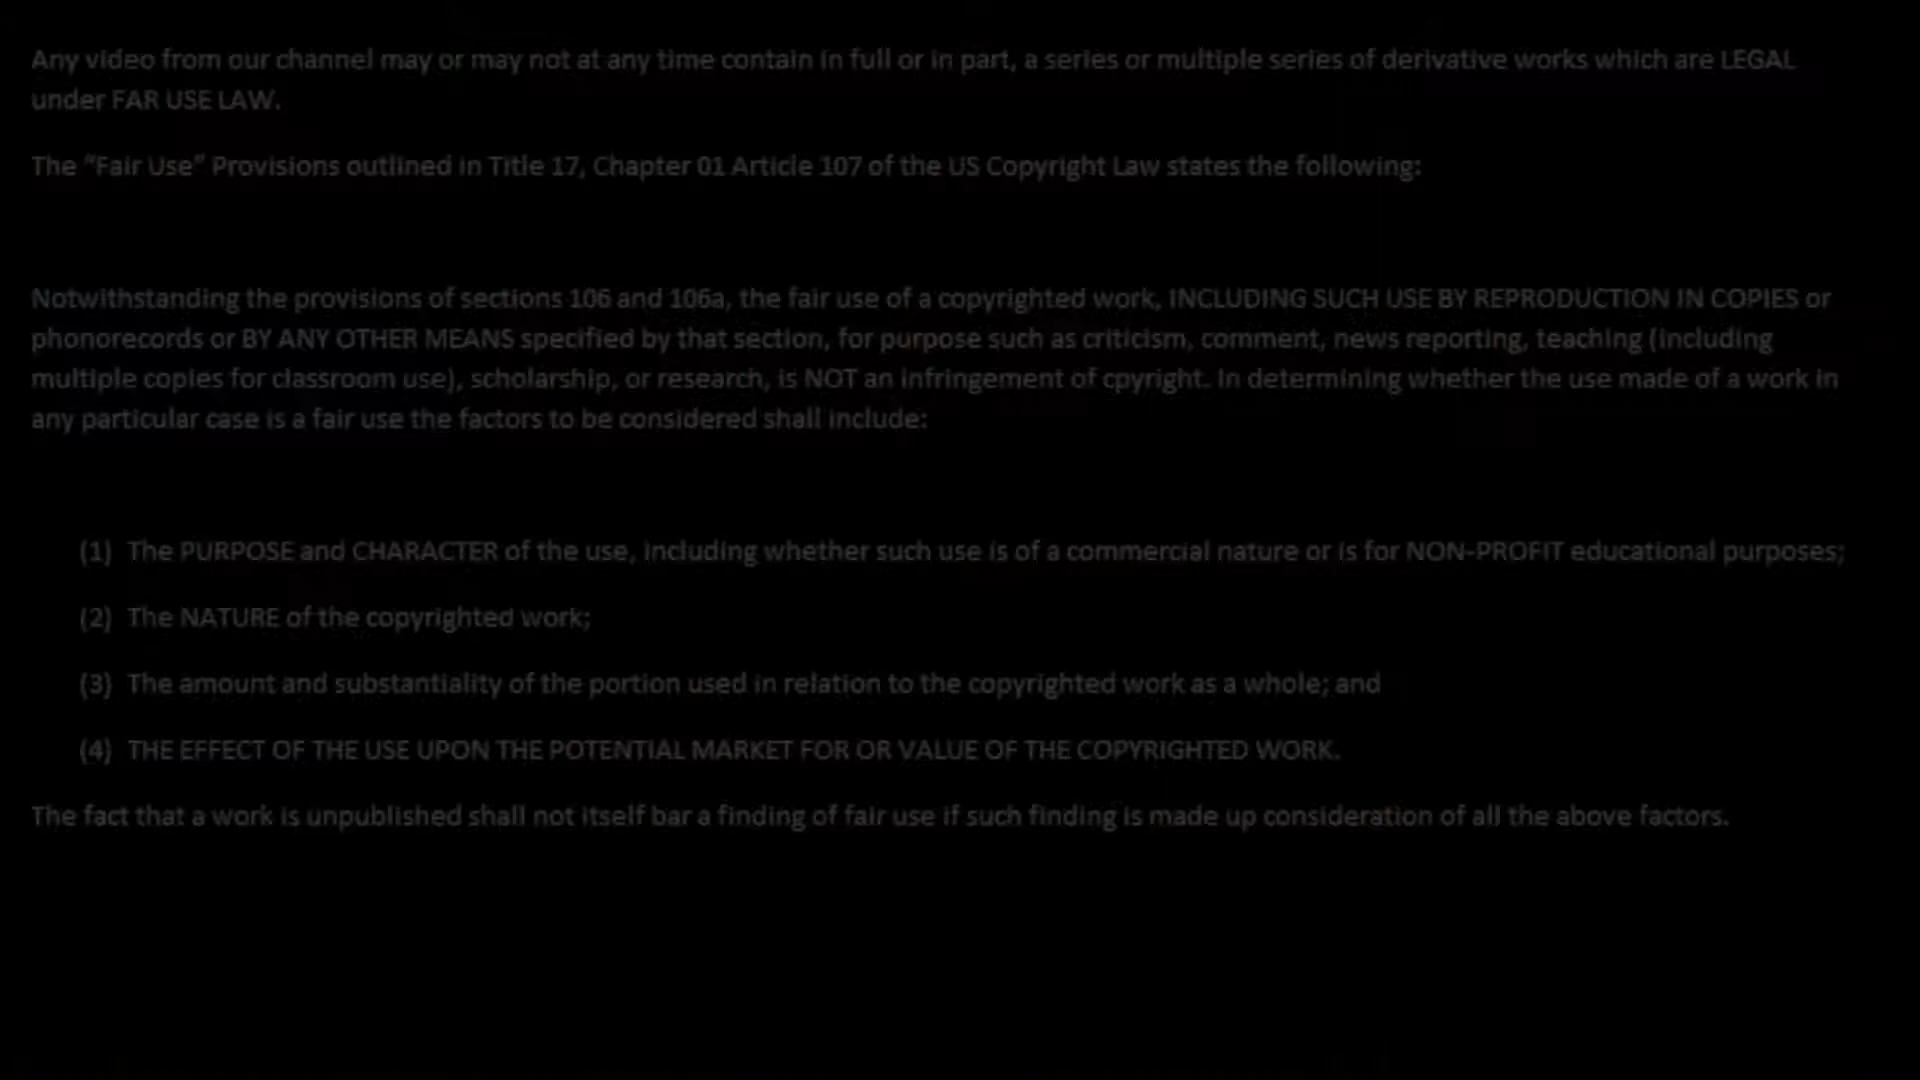 Any video from our channel may or may not at any time contain in full or in part, a series or multiple series of derivative works which are LEGAL
under FAR USE LAW.
The "Fair Use" Provisions outlined in Title 17, Chapter 01 Article 107 of the US Copyright Law states the following:
Notwithstanding the provisions of sections 106 and 106a, the fair use of a copyrighted work, INCLUDING SUCH USE BY REPRODUCTION IN COPIES or
phonorecords or BY ANY OTHER MEANS specified by that section, for purpose such as criticism, comment, news reporting, teaching (including
multiple copies for classroom use), scholarship, or research, is NOT an infringement of cpyright. In determining whether the use made of a work in
any particular case is a fair use the factors to be considered shall include:
(1) The PURPOSE and CHARACTER of the use, including whether such use is of a commercial nature or is for NON-PROFIT educational purposes;
(2) The NATURE of the copyrighted work;
(3) The amount and substantiality of the portion used in relation to the copyrighted work as a whole; and
(4) THE EFFECT OF THE USE UPON THE POTENTIAL MARKET FOR OR VALUE OF THE COPYRIGHTED WORK.
The fact that a work is unpublished shall not itself bar a finding of fair use if such finding is made up consideration of all the above factors.